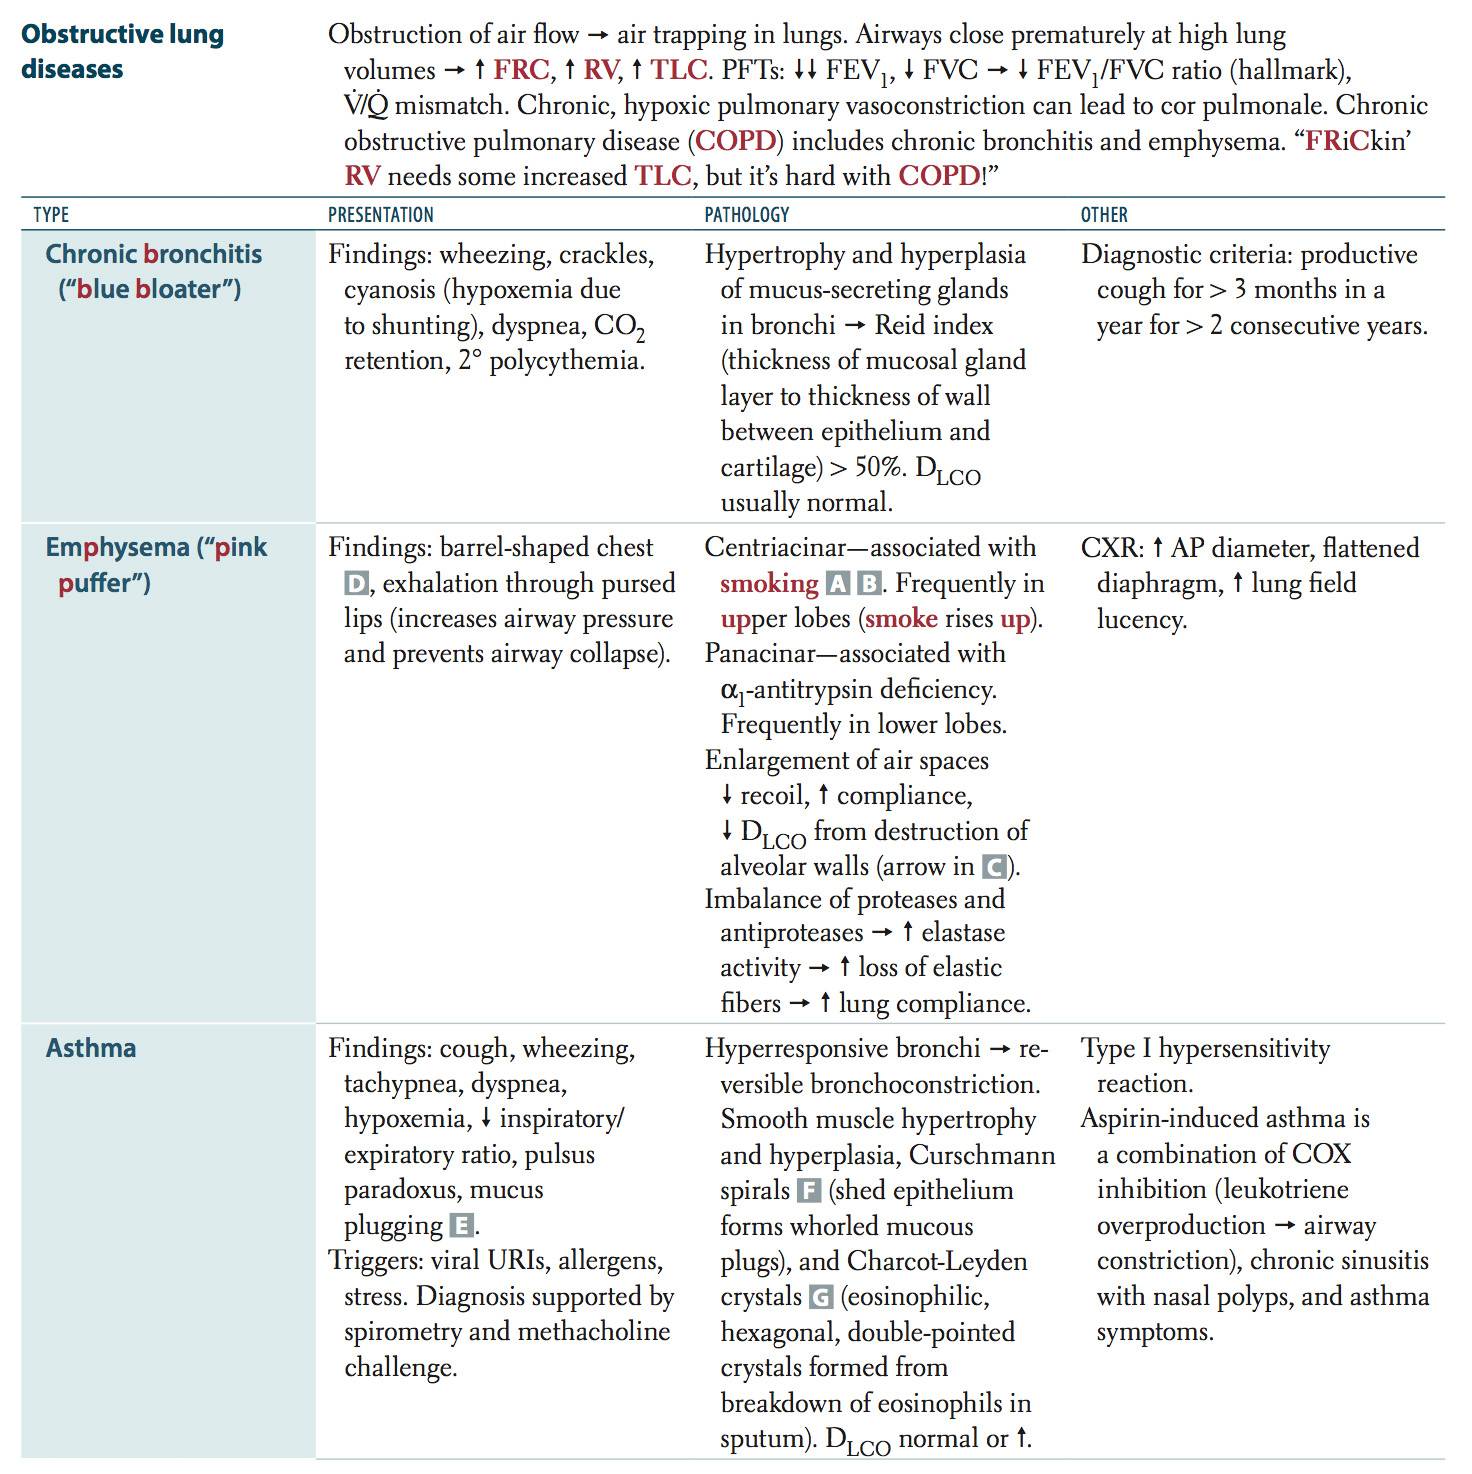 Obstructive lung
diseases
Obstruction of air flow → air trapping in lungs. Airways close prematurely at high lung
volumes → ↑ FRC, ↑ RV, ↑ TLC. PFTs: ↓↓ FEV₁, ↓ FVC → ↓ FEV₁/FVC ratio (hallmark),
V̇/Q̇ mismatch. Chronic, hypoxic pulmonary vasoconstriction can lead to cor pulmonale. Chronic
obstructive pulmonary disease (COPD) includes chronic bronchitis and emphysema. “FRiCkin’
RV needs some increased TLC, but it’s hard with COPD!”
TYPE
PRESENTATION
PATHOLOGY
OTHER
Chronic bronchitis
(“blue bloater”)
Findings: wheezing, crackles,
cyanosis (hypoxemia due
to shunting), dyspnea, CO₂
retention, 2° polycythemia.
Hypertrophy and hyperplasia
of mucus-secreting glands
in bronchi → Reid index
(thickness of mucosal gland
layer to thickness of wall
between epithelium and
cartilage) > 50%. DLCO
usually normal.
Diagnostic criteria: productive
cough for > 3 months in a
year for > 2 consecutive years.
Emphysema (“pink
puffer”)
Findings: barrel-shaped chest
D, exhalation through pursed
lips (increases airway pressure
and prevents airway collapse).
Centriacinar—associated with
smoking A B. Frequently in
upper lobes (smoke rises up).
Panacinar—associated with
α₁-antitrypsin deficiency.
Frequently in lower lobes.
Enlargement of air spaces
↓ recoil, ↑ compliance,
↓ DLCO from destruction of
alveolar walls (arrow in C).
Imbalance of proteases and
antiproteases → ↑ elastase
activity → ↑ loss of elastic
fibers → ↑ lung compliance.
CXR: ↑ AP diameter, flattened
diaphragm, ↑ lung field
lucency.
Asthma
Findings: cough, wheezing,
tachypnea, dyspnea,
hypoxemia, ↓ inspiratory/
expiratory ratio, pulsus
paradoxus, mucus
plugging E.
Triggers: viral URIs, allergens,
stress. Diagnosis supported by
spirometry and methacholine
challenge.
Hyperresponsive bronchi → re-
versible bronchoconstriction.
Smooth muscle hypertrophy
and hyperplasia, Curschmann
spirals F (shed epithelium
forms whorled mucous
plugs), and Charcot-Leyden
crystals G (eosinophilic,
hexagonal, double-pointed
crystals formed from
breakdown of eosinophils in
sputum). DLCO normal or ↑.
Type I hypersensitivity
reaction.
Aspirin-induced asthma is
a combination of COX
inhibition (leukotriene
overproduction → airway
constriction), chronic sinusitis
with nasal polyps, and asthma
symptoms.